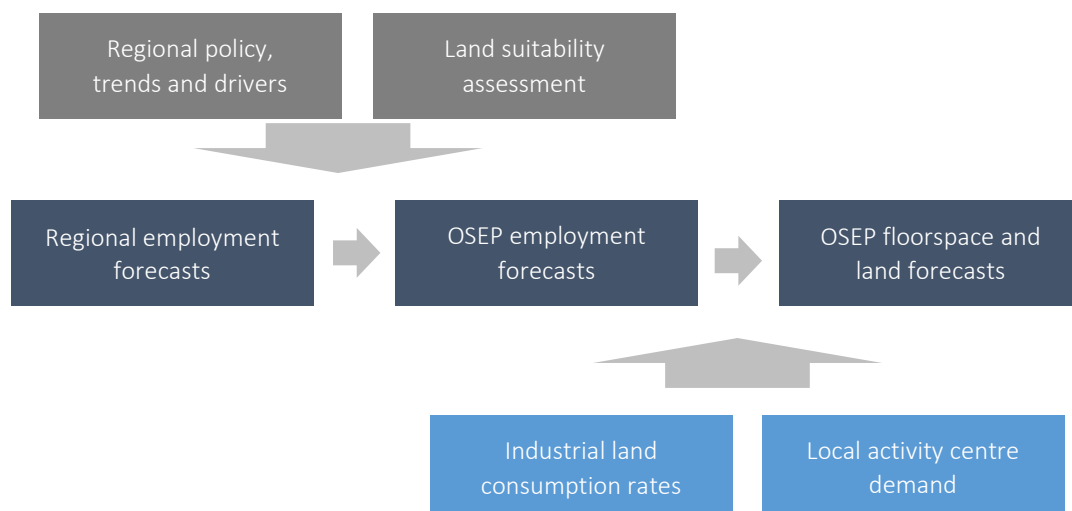 Regional policy,
trends and drivers
Land suitability
assessment
Regional employment
forecasts
OSEP employment
forecasts
OSEP floorspace and
land forecasts
Industrial land
consumption rates
Local activity centre
demand